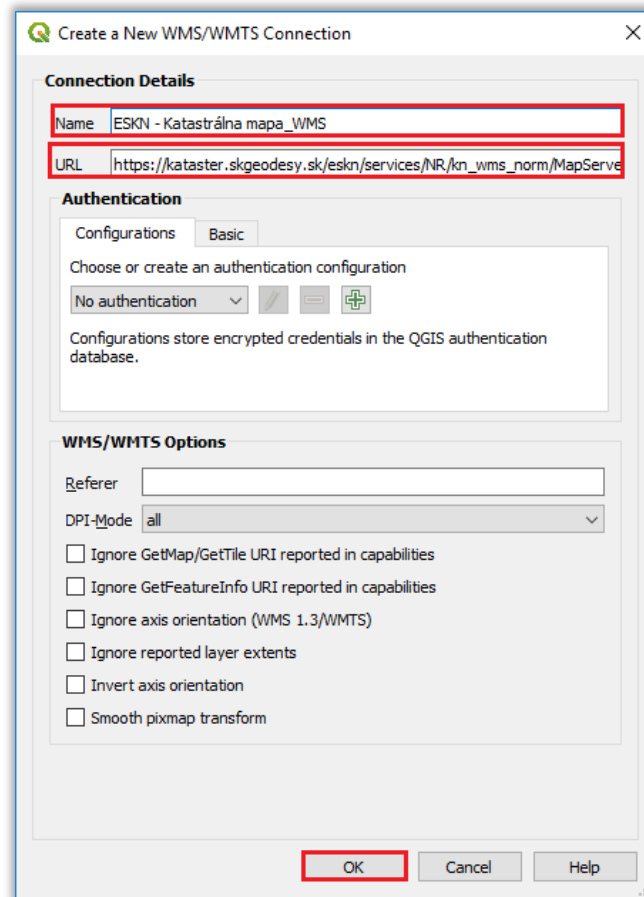 Create a New WMS/WMTS Connection
Connection Details
Name ESKN - Katastrálna mapa_WMS
URL https://kataster.skgeodesy.sk/eskn/services/NR/kn_wms_norm/MapServe
Authentication
Configurations Basic
Choose or create an authentication configuration
No authentication
Configurations store encrypted credentials in the QGIS authentication
database.
WMS/WMTS Options
Referer
DPI-Mode all
Ignore GetMap/GetTile URI reported in capabilities
Ignore GetFeatureInfo URI reported in capabilities
Ignore axis orientation (WMS 1.3/WMTS)
Ignore reported layer extents
Invert axis orientation
Smooth pixmap transform
OK Cancel Help